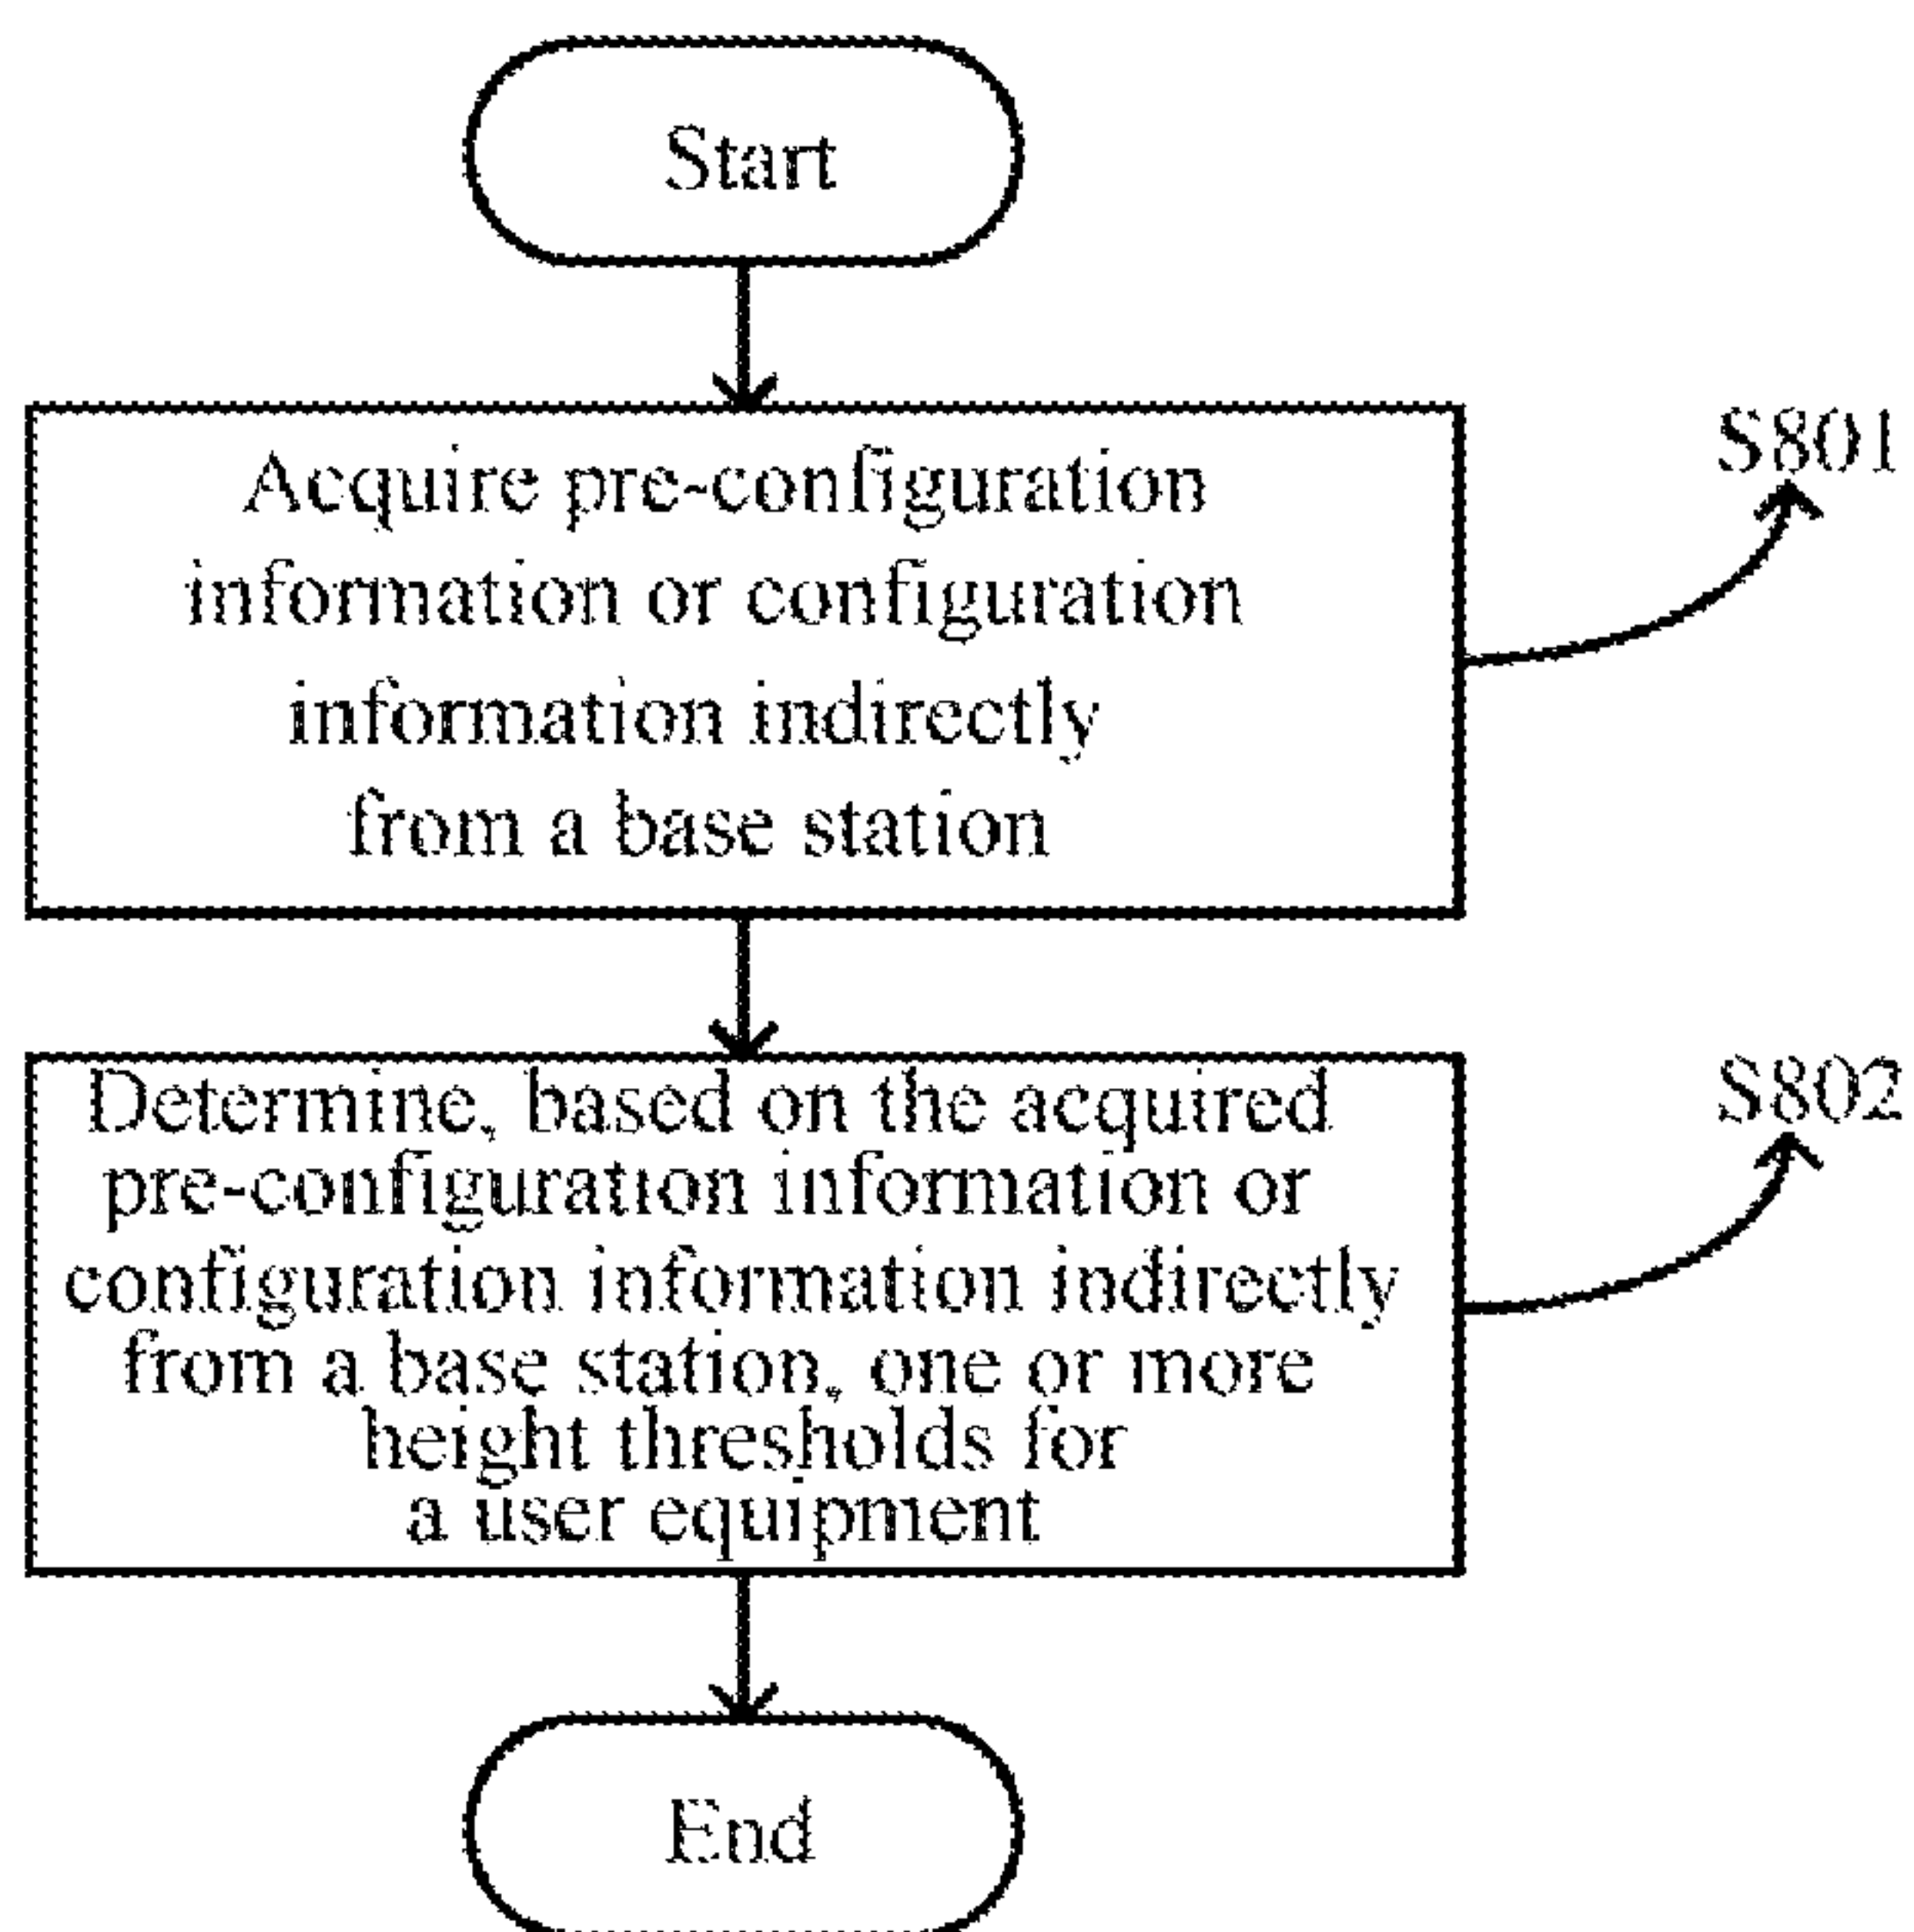 Start
Acquire pre-configuration
S801
information or configuration
information indirectly
from a base station
Determine, based on the acquired
S802
pre-configuration information or
configuration information indirectly
from a base station, one or more
height thresholds for
a user equipment
End